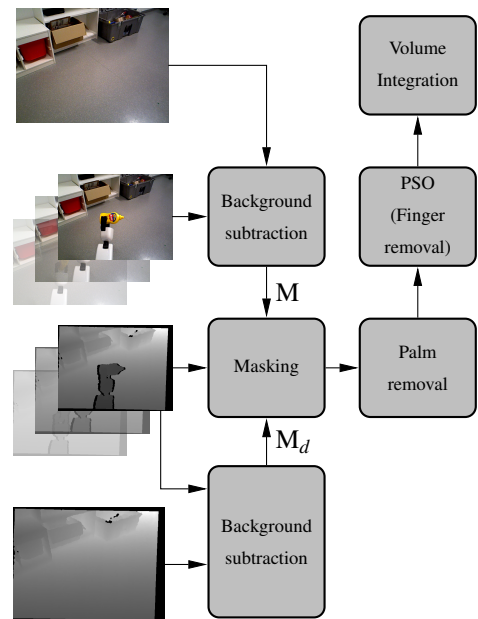 Volume
Integration
Background
subtraction
PSO
(Finger
removal)
M
Masking
Palm
removal
M_d
Background
subtraction